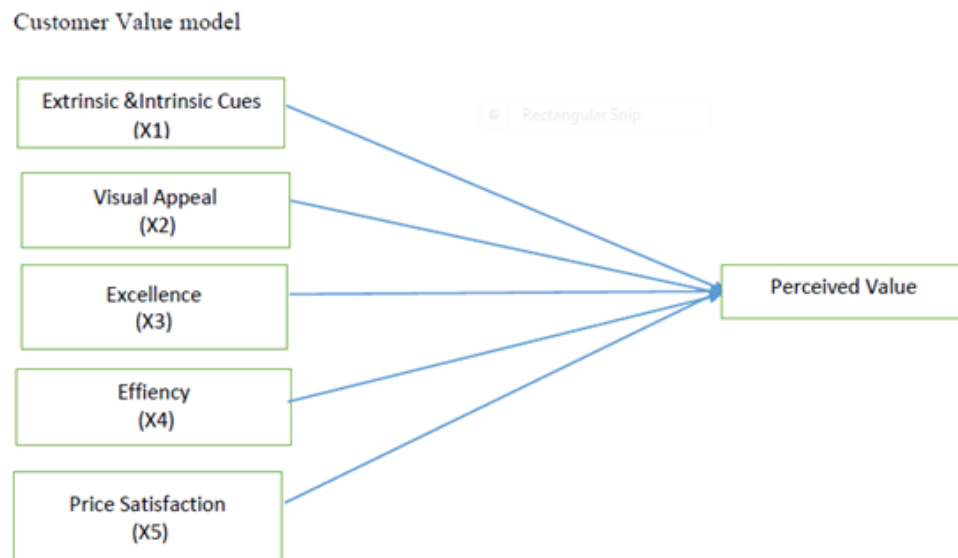 Customer Value model
Extrinsic &Intrinsic Cues
(X1)
Rectangular Snip
Visual Appeal
(X2)
Perceived Value
Excellence
(X3)
Effiency
(X4)
Price Satisfaction
(X5)